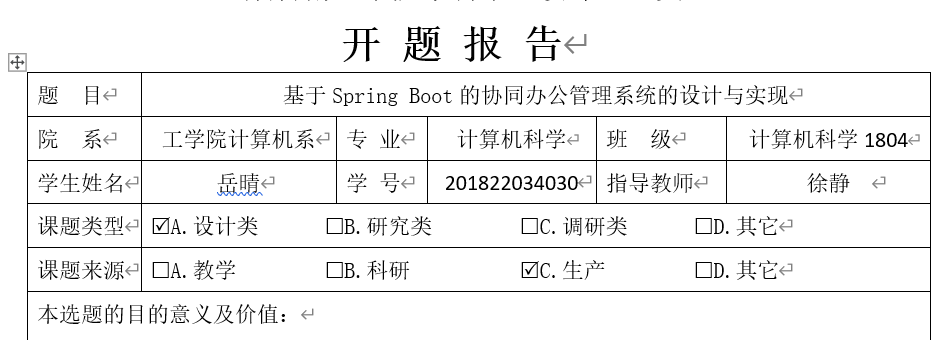 开 题 报 告
题 目 基于 Spring Boot 的协同办公管理系统的设计与实现
院 系 工学院计算机系 专 业 计算机科学 班 级 计算机科学 1804
学生姓名 岳晴 学 号 201822034030 指导教师 徐静
课题类型 ☑A.设计类 ☐B.研究类 ☐C.调研类 ☐D.其它
课题来源 ☐A.教学 ☐B.科研 ☑C.生产 ☐D.其它
本选题的目的意义及价值：